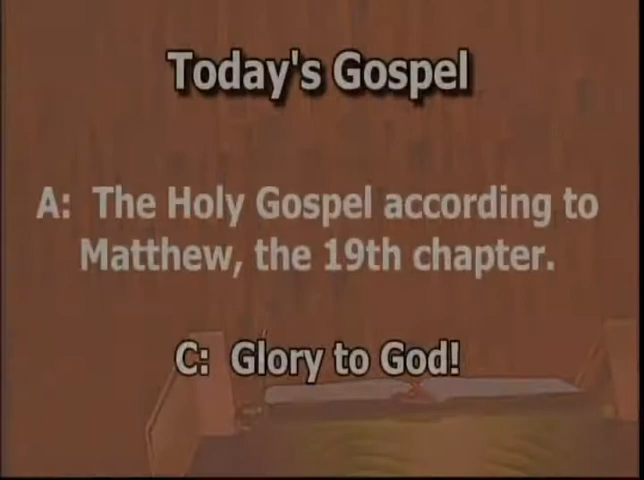 Today's Gospel
A: The Holy Gospel according to
Matthew, the 19th chapter.
C: Glory to God!